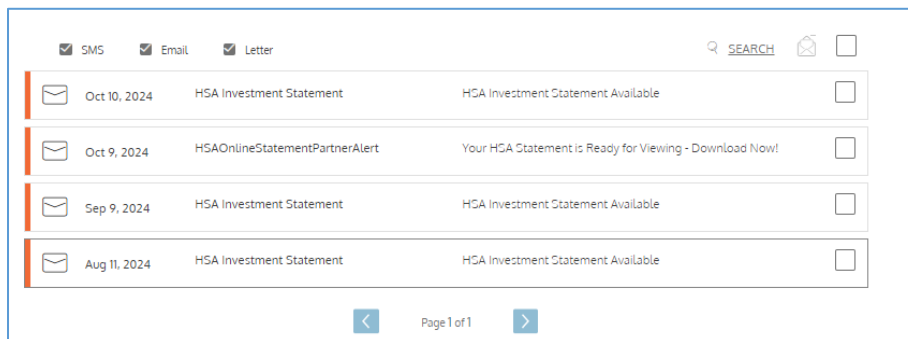 SMS Email Letter SEARCH
Oct 10, 2024 HSA Investment Statement HSA Investment Statement Available
Oct 9, 2024 HSAOnlineStatementPartnerAlert Your HSA Statement is Ready for Viewing - Download Now!
Sep 9, 2024 HSA Investment Statement HSA Investment Statement Available
Aug 11, 2024 HSA Investment Statement HSA Investment Statement Available
Page 1 of 1